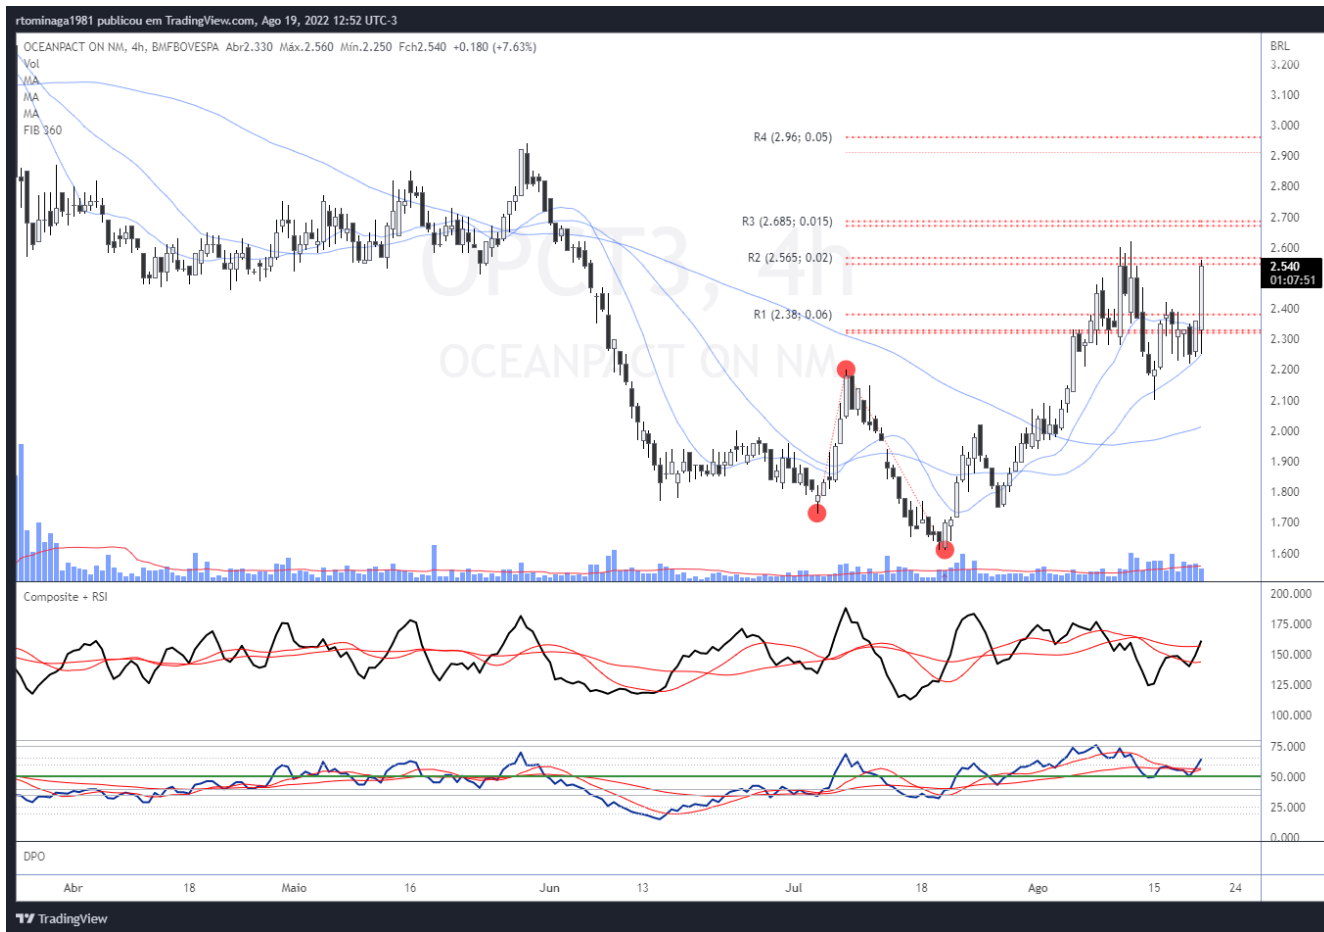 rtominaga1981 publicou em TradingView.com, Ago 19, 2022 12:52 UTC-3
OCEANPACT ON NM, 4h, BMFBOVESPA Abr2.330 Máx.2.560 Mín.2.250 Fch2.540 +0.180 (+7.63%)
BRL
Vol
MA
MA
MA
FIB 360
3.200
3.100
3.000
2.900
2.800
2.700
2.600
2.540
01:07:51
2.400
2.300
2.200
2.100
2.000
1.900
1.800
1.700
1.600
R4 (2.96; 0.05)
R3 (2.685; 0.015)
R2 (2.565; 0.02)
R1 (2.38; 0.06)
OPCT3, 4h
OCEANPACT ON NM
Composite + RSI
200.000
175.000
150.000
125.000
100.000
75.000
50.000
25.000
0.000
DPO
Abr 18 Maio 16 Jun 13 Jul 18 Ago 15 24
TradingView